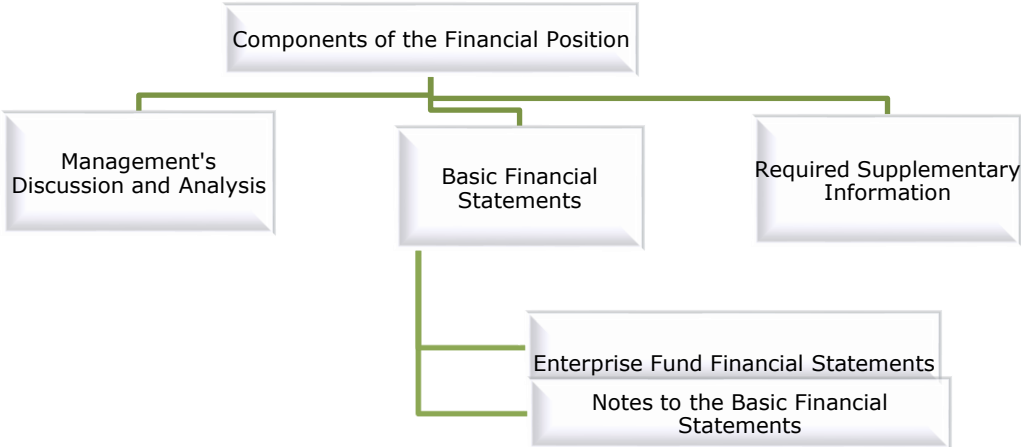 Components of the Financial Position
Management's
Discussion and Analysis
Basic Financial
Statements
Required Supplementary
Information
Enterprise Fund Financial Statements
Notes to the Basic Financial
Statements